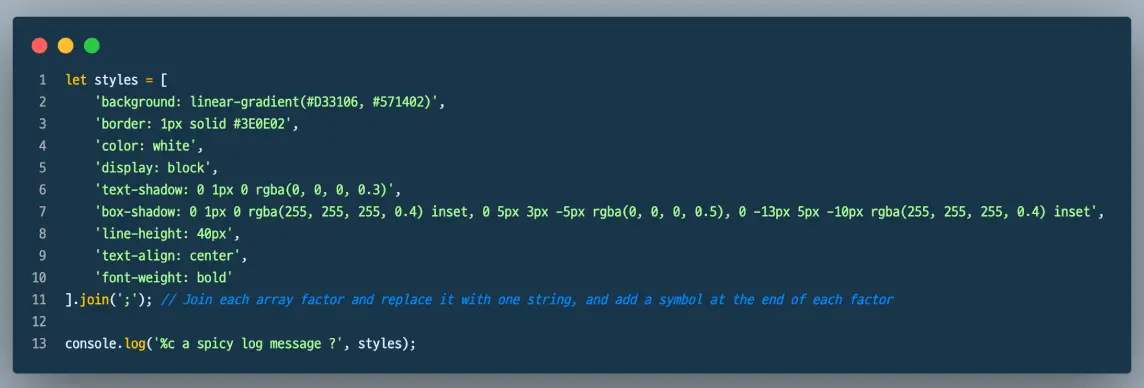 1 let styles = [
2 'background: linear-gradient(#D33106, #571402)',
3 'border: 1px solid #3E0E02',
4 'color: white',
5 'display: block',
6 'text-shadow: 0 1px 0 rgba(0, 0, 0, 0.3)',
7 'box-shadow: 0 1px 0 rgba(255, 255, 255, 0.4) inset, 0 5px 3px -5px rgba(0, 0, 0, 0.5), 0 -13px 5px -10px rgba(255, 255, 255, 0.4) inset',
8 'line-height: 40px',
9 'text-align: center',
10 'font-weight: bold'
11 ].join(';'); // Join each array factor and replace it with one string, and add a symbol at the end of each factor
12
13 console.log('%c a spicy log message ?', styles);